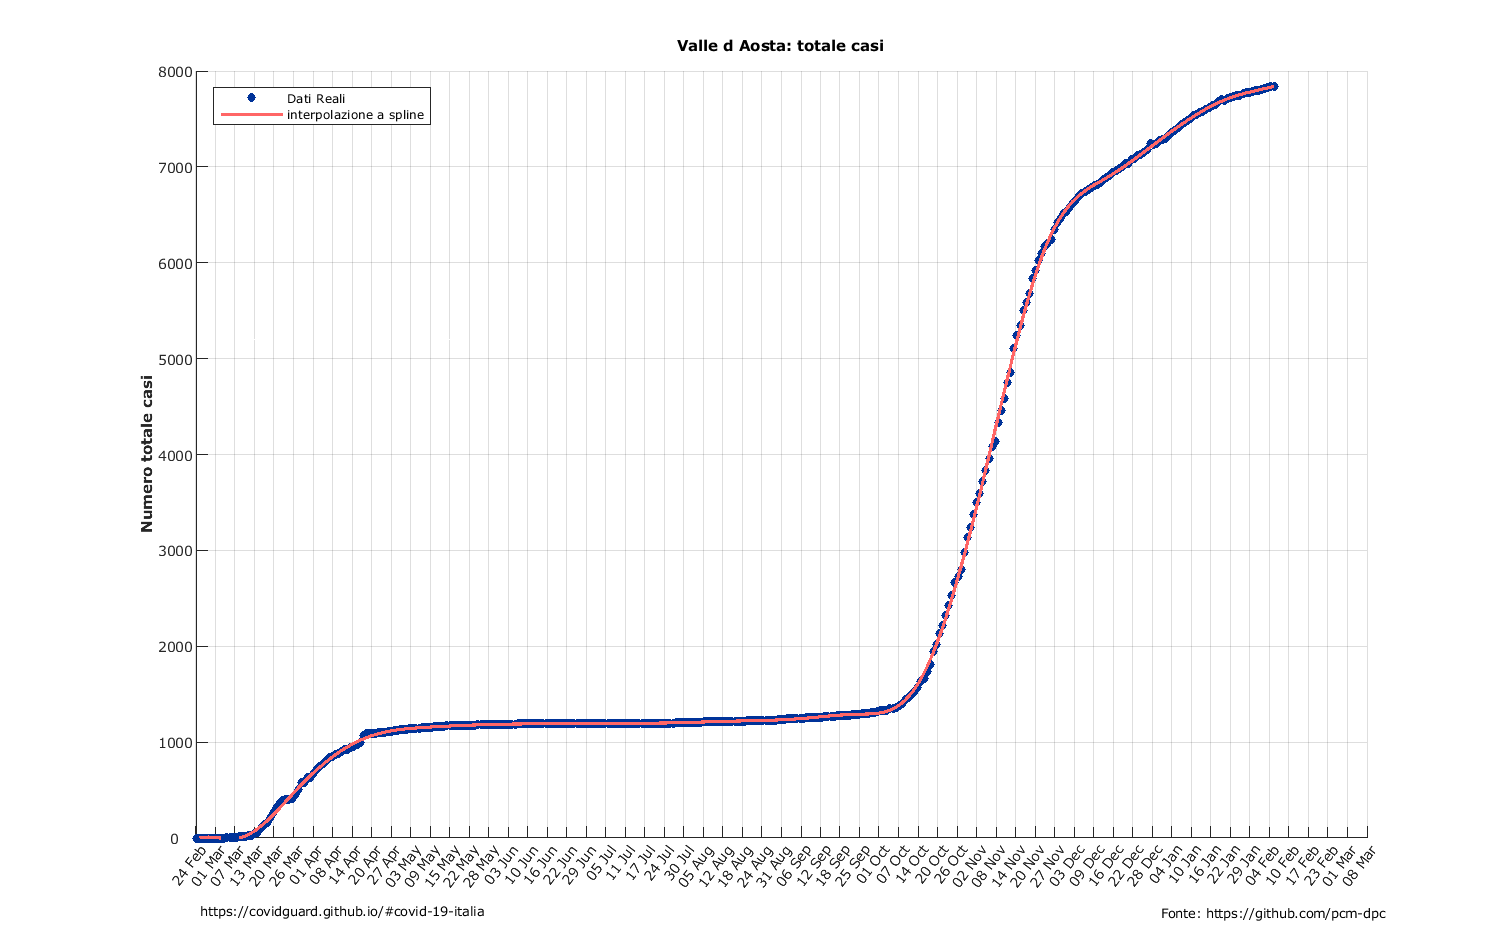 Valle d Aosta: totale casi
Dati Reali
interpolazione a spline
Numero totale casi
8000
7000
6000
5000
4000
3000
2000
1000
0
24 Feb
01 Mar
07 Mar
13 Mar
20 Mar
26 Mar
01 Apr
08 Apr
14 Apr
20 Apr
27 Apr
03 May
09 May
15 May
22 May
28 May
03 Jun
10 Jun
16 Jun
22 Jun
29 Jun
05 Jul
11 Jul
17 Jul
24 Jul
30 Jul
05 Aug
12 Aug
18 Aug
24 Aug
31 Aug
06 Sep
12 Sep
18 Sep
25 Sep
01 Oct
07 Oct
14 Oct
20 Oct
26 Oct
02 Nov
08 Nov
14 Nov
20 Nov
27 Nov
03 Dec
09 Dec
16 Dec
22 Dec
28 Dec
04 Jan
10 Jan
16 Jan
22 Jan
29 Jan
04 Feb
10 Feb
17 Feb
23 Feb
01 Mar
08 Mar
https://covidguard.github.io/#covid-19-italia
Fonte: https://github.com/pcm-dpc